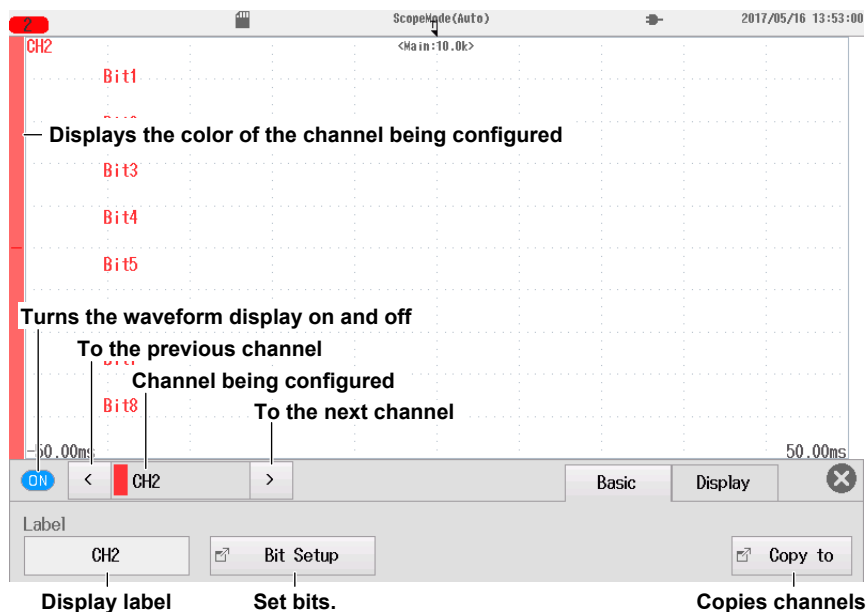 2 ScopeMode(Auto) 2017/05/16 13:53:00
CH2 <Main:10.0k>
Bit1
Displays the color of the channel being configured
Bit3
Bit4
Bit5
Turns the waveform display on and off
To the previous channel
Channel being configured
Bit8
To the next channel
-50.00ms 50.00ms
ON < CH2 > Basic Display
Label
CH2 Bit Setup Copy to
Display label Set bits. Copies channels